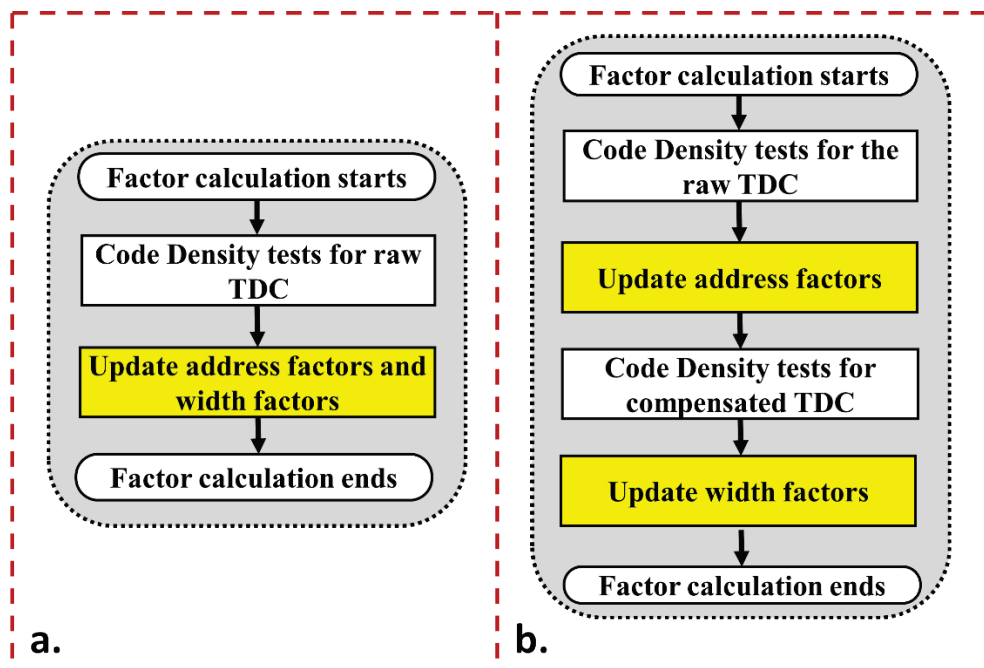 Factor calculation starts
Code Density tests for raw
TDC
Update address factors and
width factors
Factor calculation ends
a.
Factor calculation starts
Code Density tests for the
raw TDC
Update address factors
Code Density tests for
compensated TDC
Update width factors
Factor calculation ends
b.